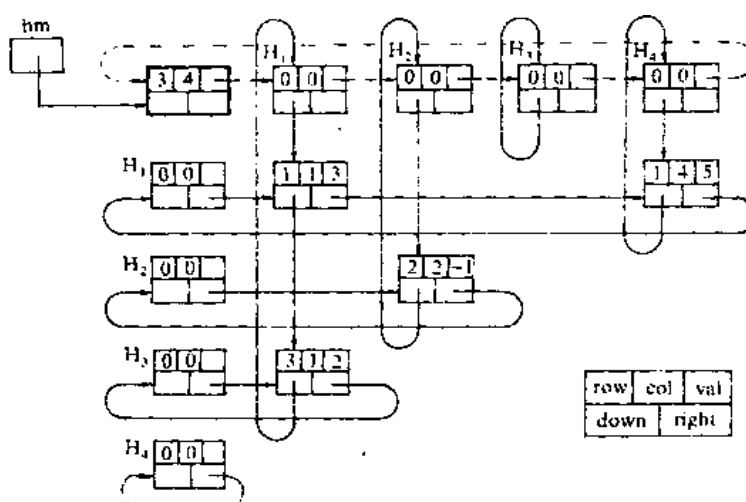 hm
H₁ H₂ H₃ H₄
3 4 0 0 0 0 0 0 0 0
H₁ 0 0 1 1 3 1 4 5
H₂ 0 0 2 2 -1
H₃ 0 0 3 1 2
row col val
down right
H₄ 0 0